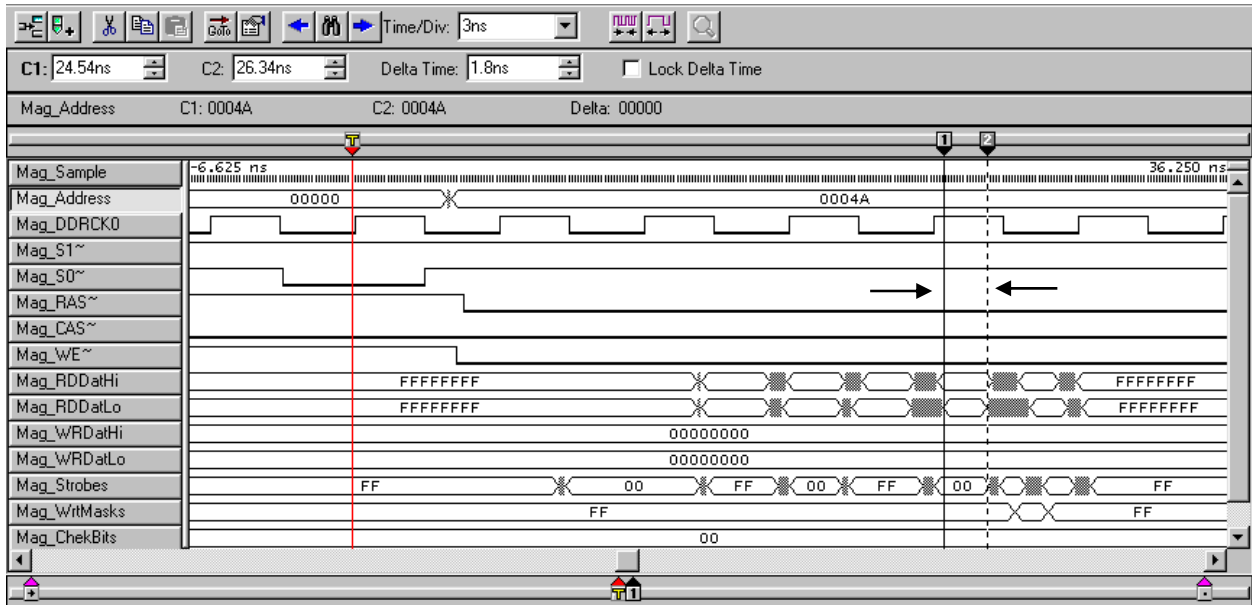 GoTo Time/Div: 3ns
C1: 24.54ns C2: 26.34ns Delta Time: 1.8ns Lock Delta Time
Mag_Address C1: 0004A C2: 0004A Delta: 00000
T 1 2
Mag_Sample -6.625 ns 36.250 ns
Mag_Address 00000 0004A
Mag_DDRCK0
Mag_S1~
Mag_S0~
Mag_RAS~
Mag_CAS~
Mag_WE~
Mag_RDDatHi FFFFFFFF FFFFFFFF
Mag_RDDatLo FFFFFFFF FFFFFFFF
Mag_WRDatHi 00000000
Mag_WRDatLo 00000000
Mag_Strobes FF 00 FF 00 FF 00 FF
Mag_WrtMasks FF FF
Mag_ChekBits 00
T 1